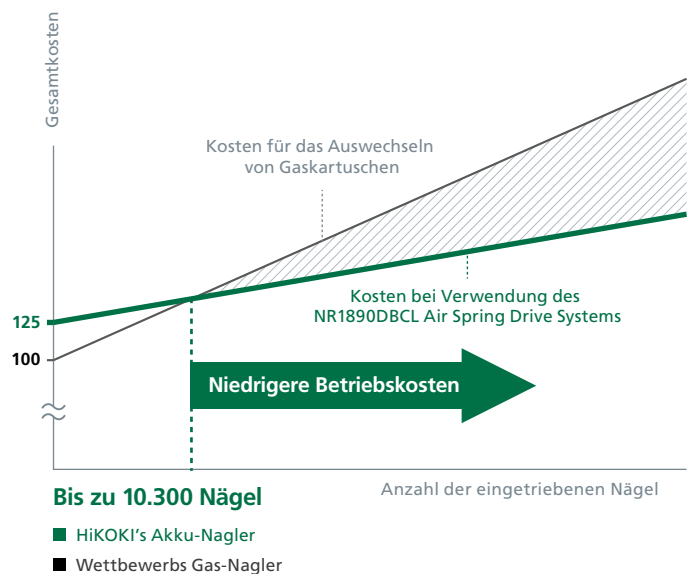 Gesamtkosten
Kosten für das Auswechseln
von Gaskartuschen
Kosten bei Verwendung des
NR1890DBCL Air Spring Drive Systems
125
100
Niedrigere Betriebskosten
Bis zu 10.300 Nägel
Anzahl der eingetriebenen Nägel
HiKOKI's Akku-Nagler
Wettbewerbs Gas-Nagler